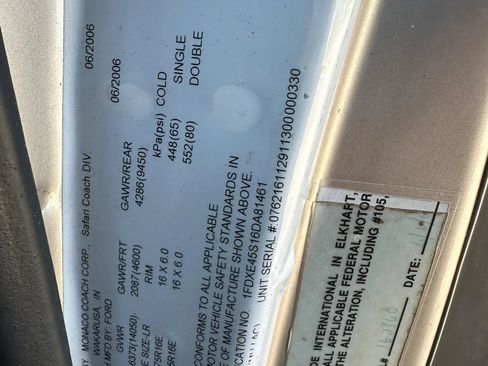 Y MONACO COACH CORP., Safari Coach DIV. 06/2006
WAKARUSA, IN
MFD BY: FORD 06/2006
GVWR GAWR/FRT GAWR/REAR
6373(14050) 2087(4600) 4286(9450)
E SIZE-LR RIM kPa(psi) COLD
75R16E 16 X 6.0 448(65) SINGLE
75R16E 16 X 6.0 552(80) DOUBLE
CONFORMS TO ALL APPLICABLE
MOTOR VEHICLE SAFETY STANDARDS IN
E OF MANUFACTURE SHOWN ABOVE.
ICATION NO. 1FDXE45S16DA81461
UNIT SERIAL # 07621611291130000330
DE INTERNATIONAL IN ELKHART,
ALL APPLICABLE FEDERAL MOTOR
THE ALTERATION, INCLUDING #105.
DATE: